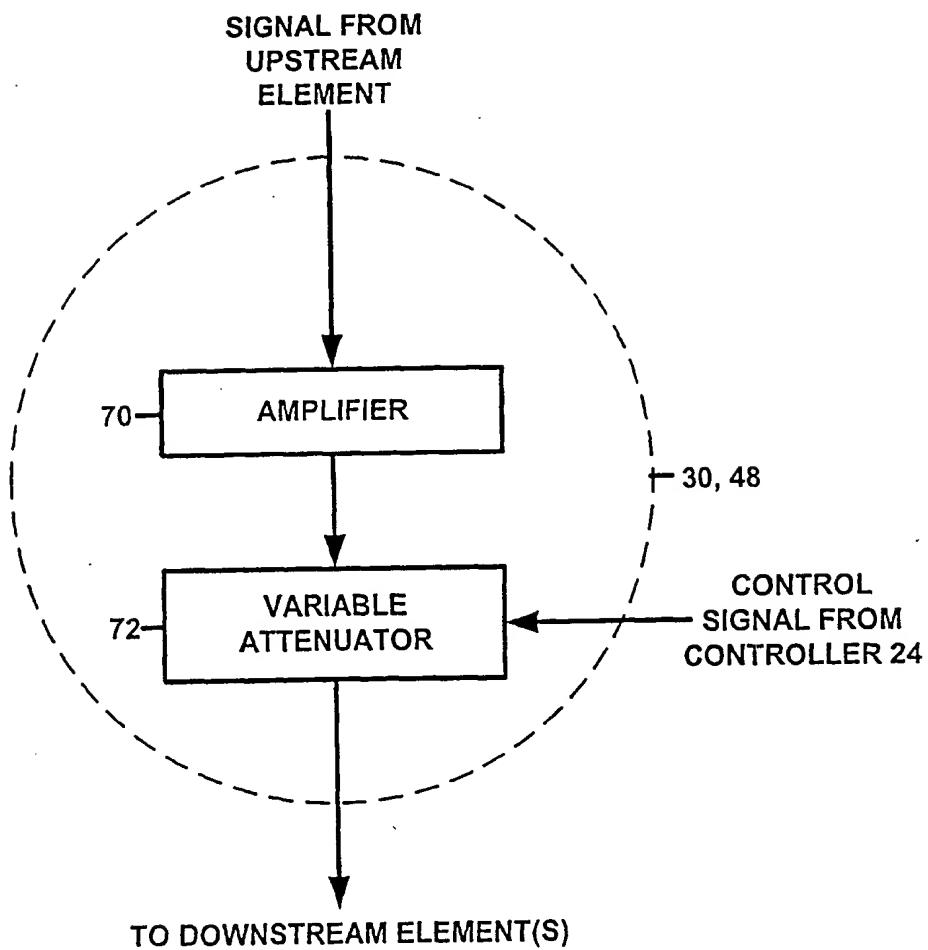 SIGNAL FROM
UPSTREAM
ELEMENT
70
AMPLIFIER
30, 48
72
VARIABLE
ATTENUATOR
CONTROL
SIGNAL FROM
CONTROLLER 24
TO DOWNSTREAM ELEMENT(S)